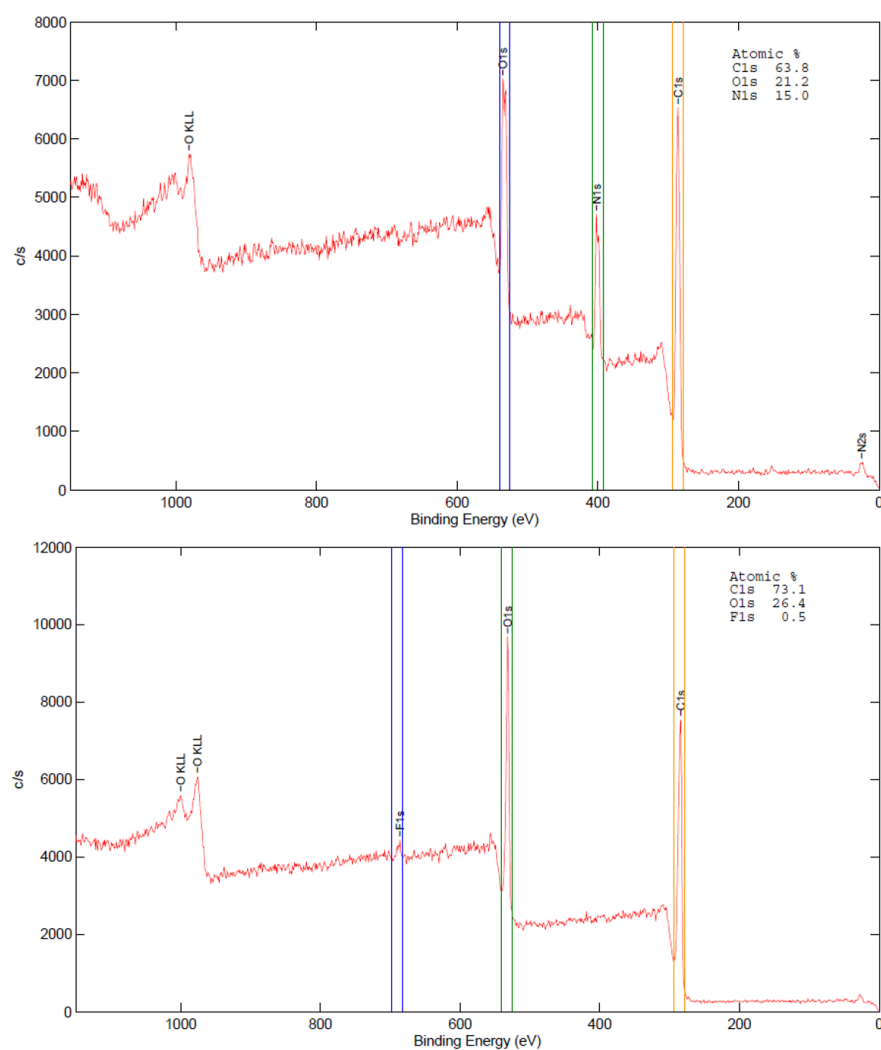 8000
7000
6000
5000
4000
3000
2000
1000
0
c/s
1000
800
600
400
200
0
Binding Energy (eV)
-O KLL
-O1s
-N1s
-C1s
-N2s
Atomic %
C1s 63.8
O1s 21.2
N1s 15.0
12000
10000
8000
6000
4000
2000
0
c/s
1000
800
600
400
200
0
Binding Energy (eV)
-O KLL
-O KLL
-F1s
-O1s
-C1s
Atomic %
C1s 73.1
O1s 26.4
F1s 0.5